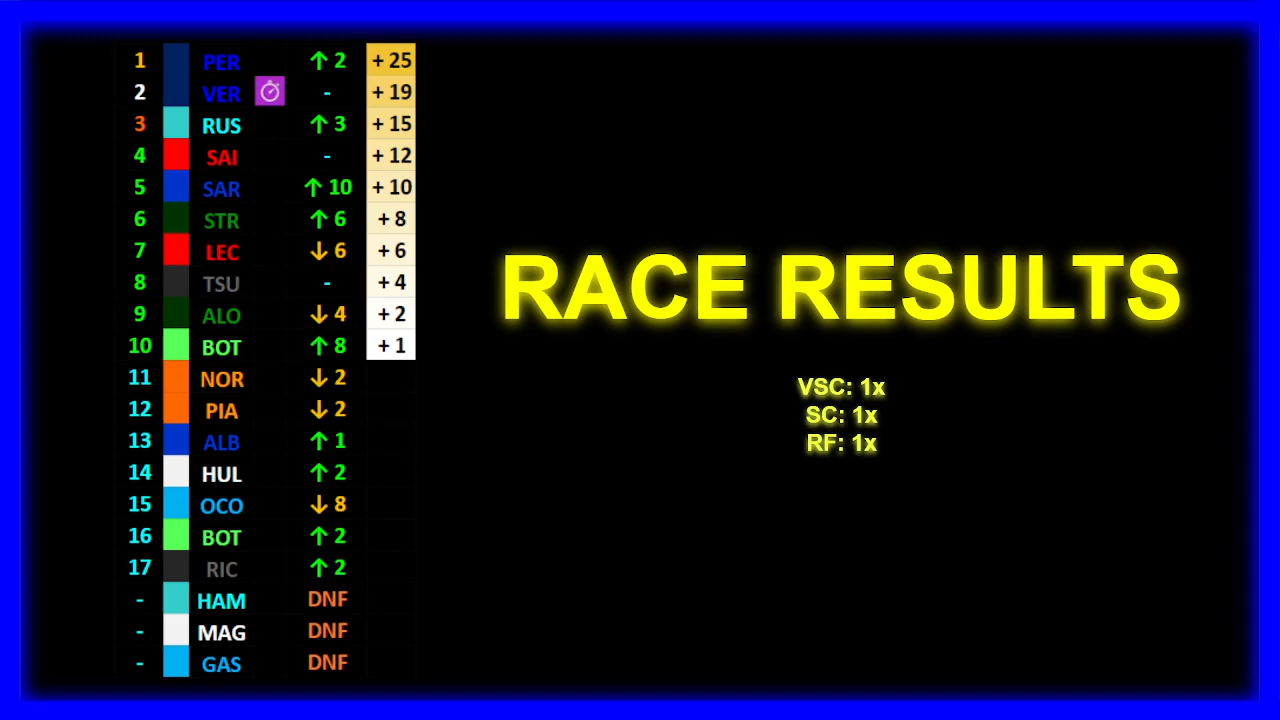 1 PER ↑ 2 + 25
2 VER - + 19
3 RUS ↑ 3 + 15
4 SAI - + 12
5 SAR ↑ 10 + 10
6 STR ↑ 6 + 8
7 LEC ↓ 6 + 6
8 TSU - + 4
9 ALO ↓ 4 + 2
10 BOT ↑ 8 + 1
11 NOR ↓ 2
12 PIA ↓ 2
13 ALB ↑ 1
14 HUL ↑ 2
15 OCO ↓ 8
16 BOT ↑ 2
17 RIC ↑ 2
- HAM DNF
- MAG DNF
- GAS DNF
RACE RESULTS
VSC: 1x
SC: 1x
RF: 1x